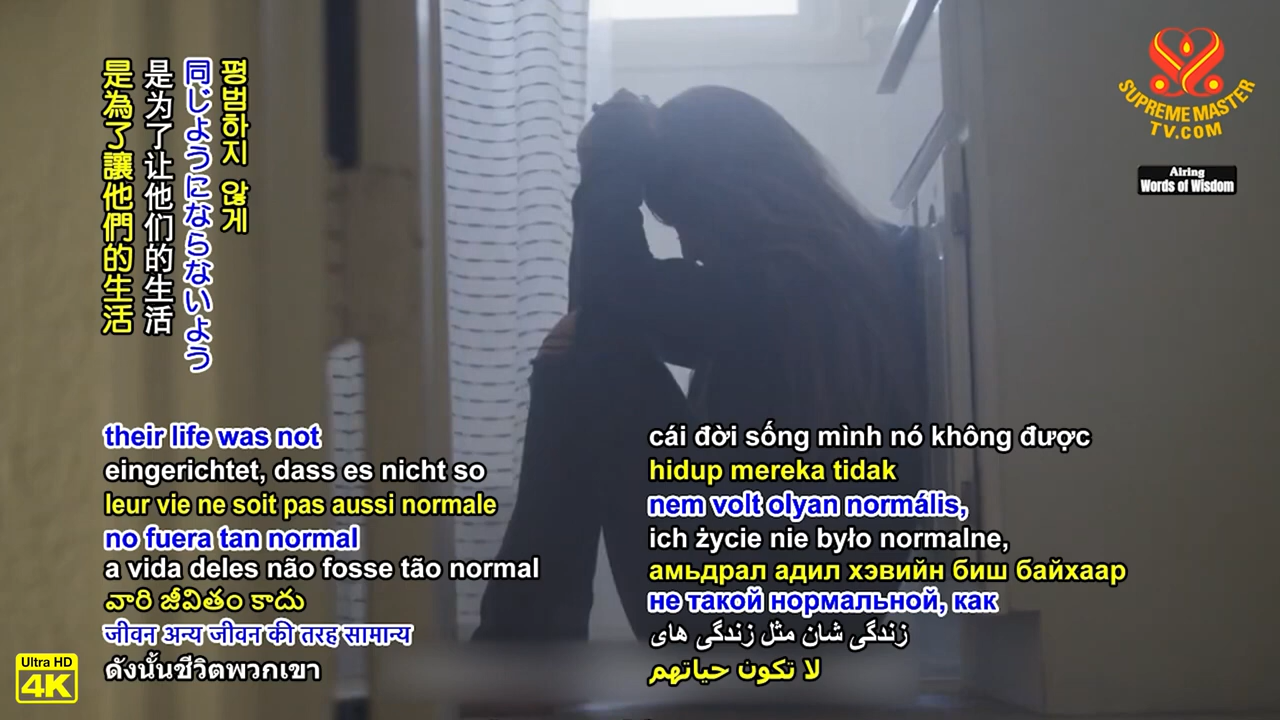 평범하지 않게
同じようにならないよう
是为了让他们的生活
是為了讓他們的生活
SUPREME MASTER
TV.COM
Airing
Words of Wisdom
their life was not
eingerichtet, dass es nicht so
leur vie ne soit pas aussi normale
no fuera tan normal
a vida deles não fosse tão normal
వారి జీవితం కాదు
जीवन अन्य जीवन की तरह सामान्य
ดังนั้นชีวิตพวกเขา
cái đời sống mình nó không được
hidup mereka tidak
nem volt olyan normális,
ich życie nie było normalne,
амьдрал адил хэвийн биш байхаар
не такой нормальной, как
زندگی شان مثل زندگی های
لا تكون حياتهم
Ultra HD
4K